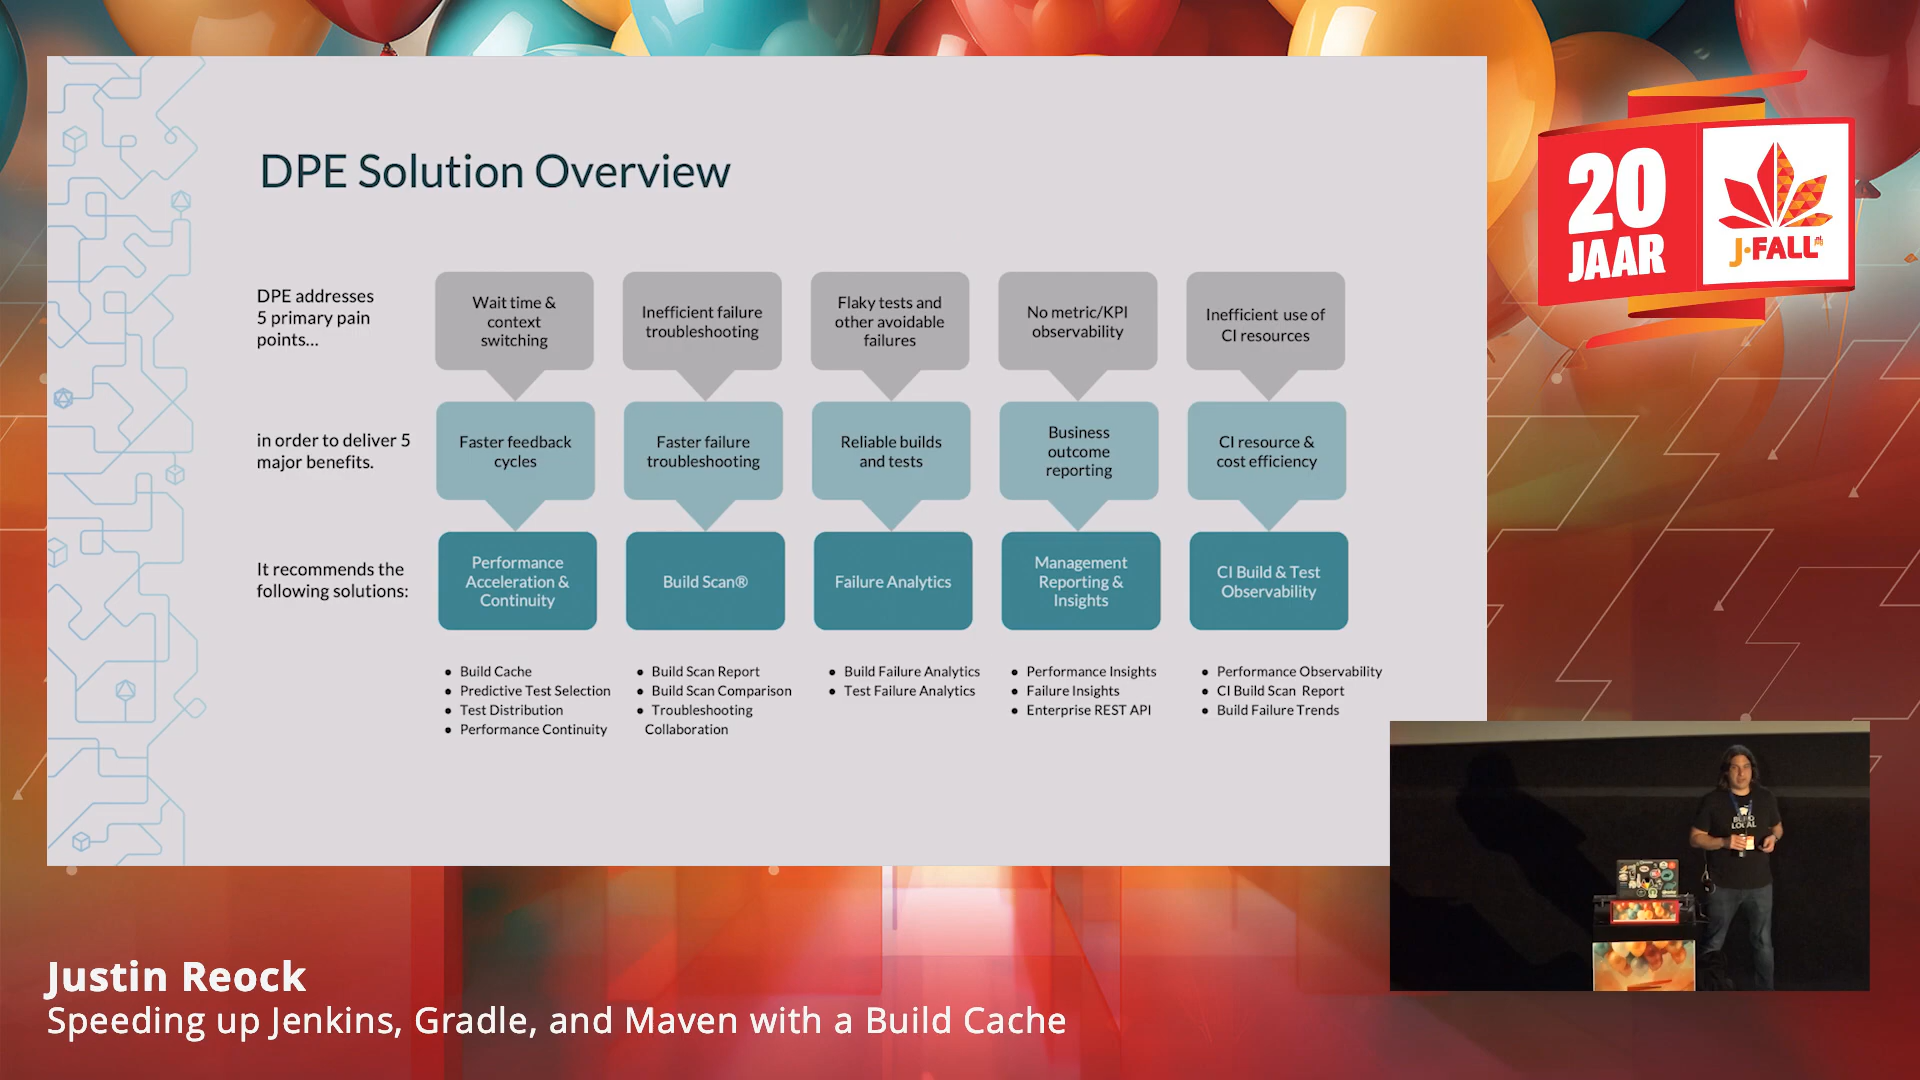 DPE Solution Overview
DPE addresses
5 primary pain
points...
Wait time &
context
switching
Inefficient failure
troubleshooting
Flaky tests and
other avoidable
failures
No metric/KPI
observability
Inefficient use of
CI resources
in order to deliver 5
major benefits.
Faster feedback
cycles
Faster failure
troubleshooting
Reliable builds
and tests
Business
outcome
reporting
CI resource &
cost efficiency
It recommends the
following solutions:
Performance
Acceleration &
Continuity
Build Scan®
Failure Analytics
Management
Reporting &
Insights
CI Build & Test
Observability
● Build Cache
● Predictive Test Selection
● Test Distribution
● Performance Continuity
● Build Scan Report
● Build Scan Comparison
● Troubleshooting
Collaboration
● Build Failure Analytics
● Test Failure Analytics
● Performance Insights
● Failure Insights
● Enterprise REST API
● Performance Observability
● CI Build Scan Report
● Build Failure Trends
20
JAAR
J·FALL
LOCAL
Justin Reock
Speeding up Jenkins, Gradle, and Maven with a Build Cache